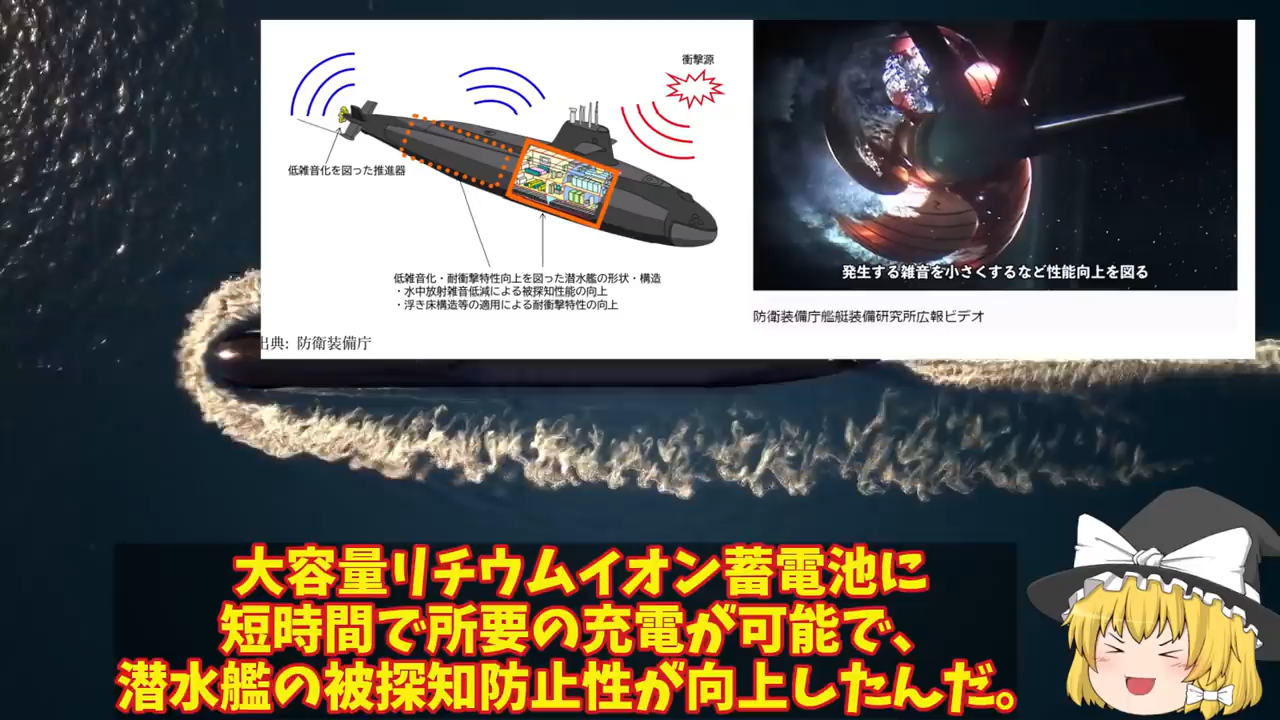 衝撃源
低雑音化を図った推進器
低雑音化・耐衝撃特性向上を図った潜水艦の形状・構造
・水中放射雑音低減による被探知性能の向上
・浮き床構造等の適用による耐衝撃特性の向上
出典: 防衛装備庁
発生する雑音を小さくするなど性能向上を図る
防衛装備庁艦艇装備研究所広報ビデオ
大容量リチウムイオン蓄電池に
短時間で所要の充電が可能で、
潜水艦の被探知防止性が向上したんだ。